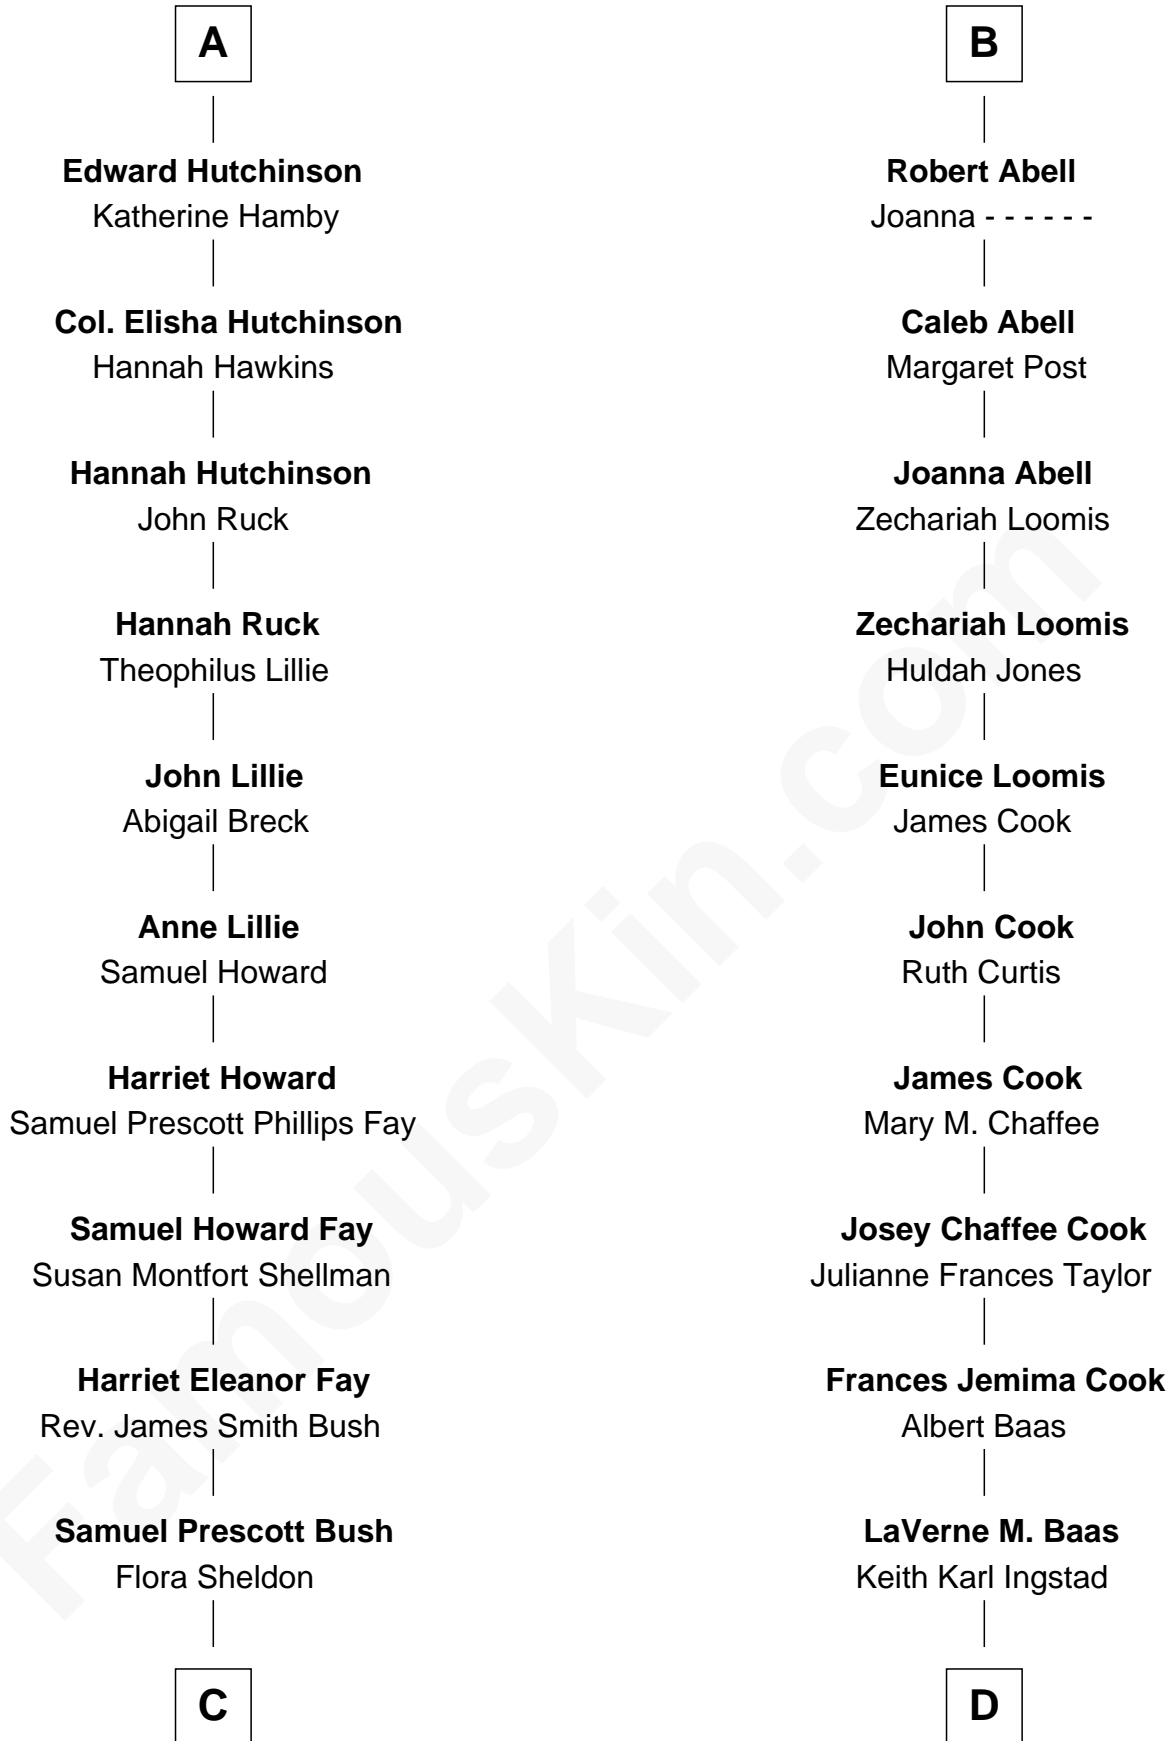 A
Edward Hutchinson
Katherine Hamby
Col. Elisha Hutchinson
Hannah Hawkins
Hannah Hutchinson
John Ruck
Hannah Ruck
Theophilus Lillie
John Lillie
Abigail Breck
Anne Lillie
Samuel Howard
Harriet Howard
Samuel Prescott Phillips Fay
Samuel Howard Fay
Susan Montfort Shellman
Harriet Eleanor Fay
Rev. James Smith Bush
Samuel Prescott Bush
Flora Sheldon
C
B
Robert Abell
Joanna - - - - - -
Caleb Abell
Margaret Post
Joanna Abell
Zechariah Loomis
Zechariah Loomis
Huldah Jones
Eunice Loomis
James Cook
John Cook
Ruth Curtis
James Cook
Mary M. Chaffee
Josey Chaffee Cook
Julianne Frances Taylor
Frances Jemima Cook
Albert Baas
LaVerne M. Baas
Keith Karl Ingstad
D
FamousKin.com